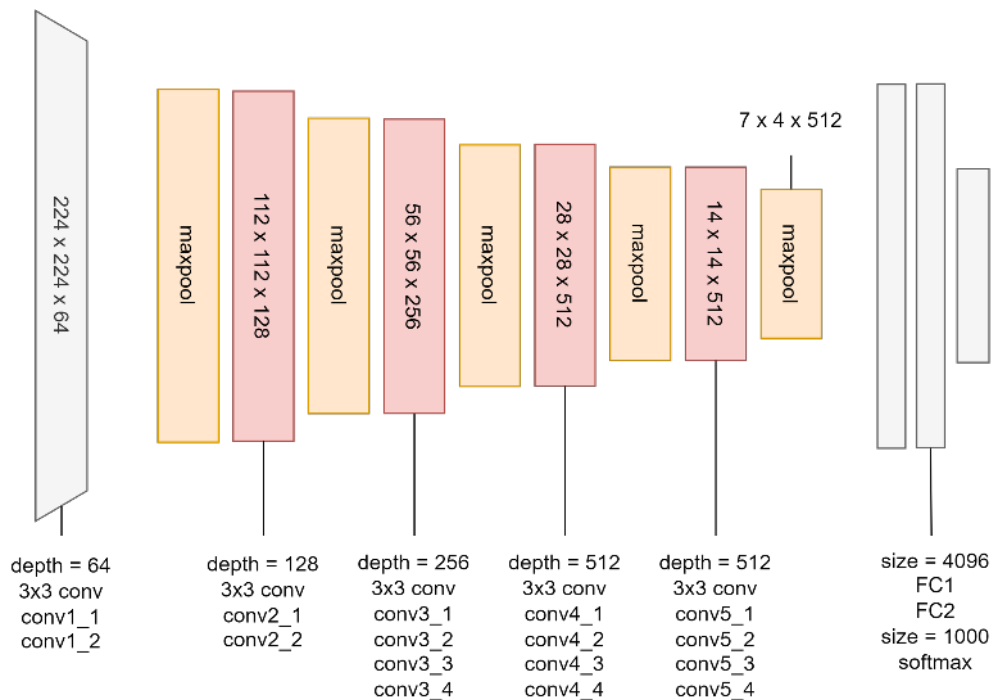 7 x 4 x 512
224 x 224 x 64
maxpool
112 x 112 x 128
maxpool
56 x 56 x 256
maxpool
28 x 28 x 512
maxpool
14 x 14 x 512
maxpool
depth = 64
3x3 conv
conv1_1
conv1_2
depth = 128
3x3 conv
conv2_1
conv2_2
depth = 256
3x3 conv
conv3_1
conv3_2
conv3_3
conv3_4
depth = 512
3x3 conv
conv4_1
conv4_2
conv4_3
conv4_4
depth = 512
3x3 conv
conv5_1
conv5_2
conv5_3
conv5_4
size = 4096
FC1
FC2
size = 1000
softmax